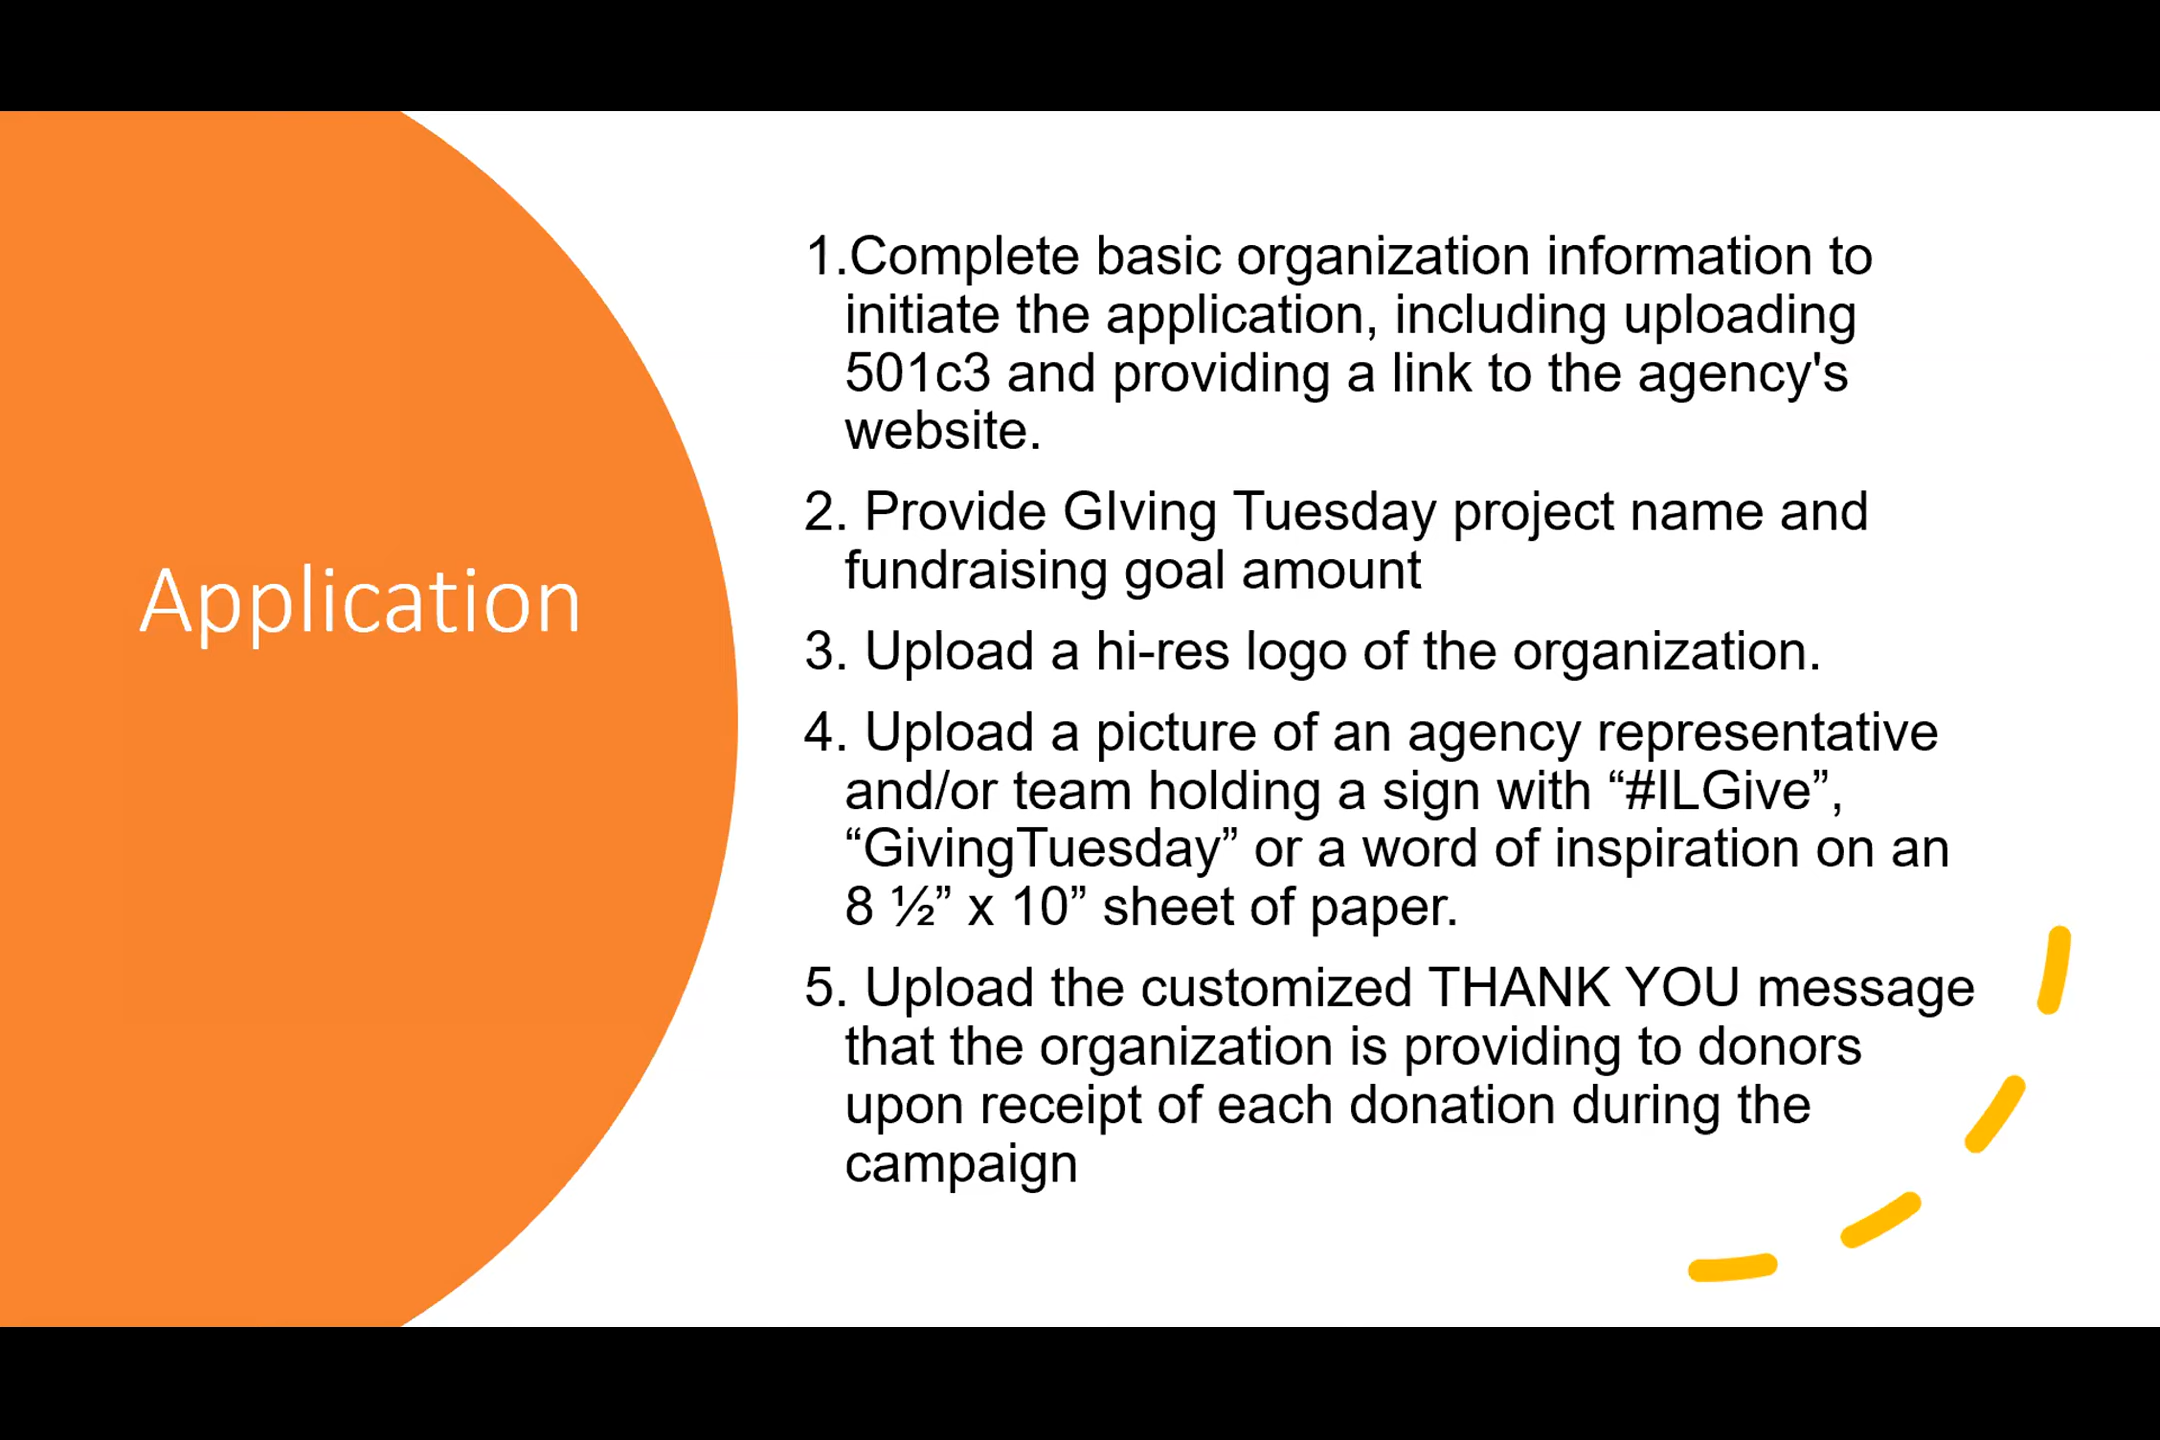 Application
1.Complete basic organization information to
initiate the application, including uploading
501c3 and providing a link to the agency's
website.
2. Provide GIving Tuesday project name and
fundraising goal amount
3. Upload a hi-res logo of the organization.
4. Upload a picture of an agency representative
and/or team holding a sign with “#ILGive”,
“GivingTuesday” or a word of inspiration on an
8 ½” x 10” sheet of paper.
5. Upload the customized THANK YOU message
that the organization is providing to donors
upon receipt of each donation during the
campaign